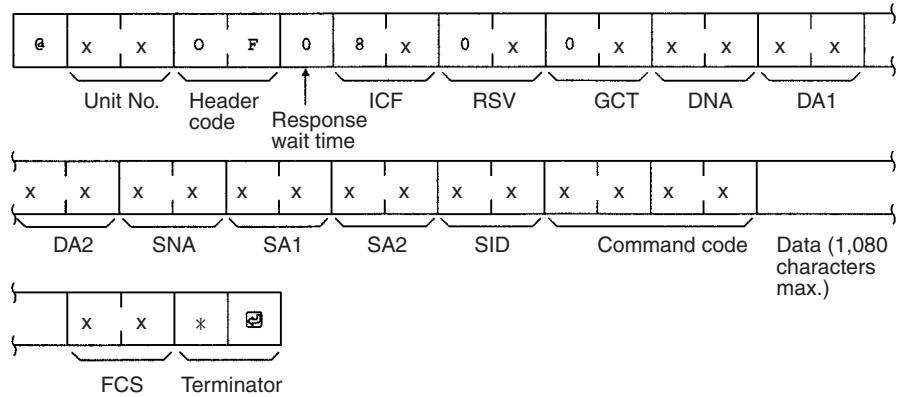 @ x x O F 0 8 x 0 x 0 x x x x x
Unit No. Header code Response wait time ICF RSV GCT DNA DA1
x x x x x x x x x x x x x x
DA2 SNA SA1 SA2 SID Command code Data (1,080 characters max.)
x x * ↵
FCS Terminator